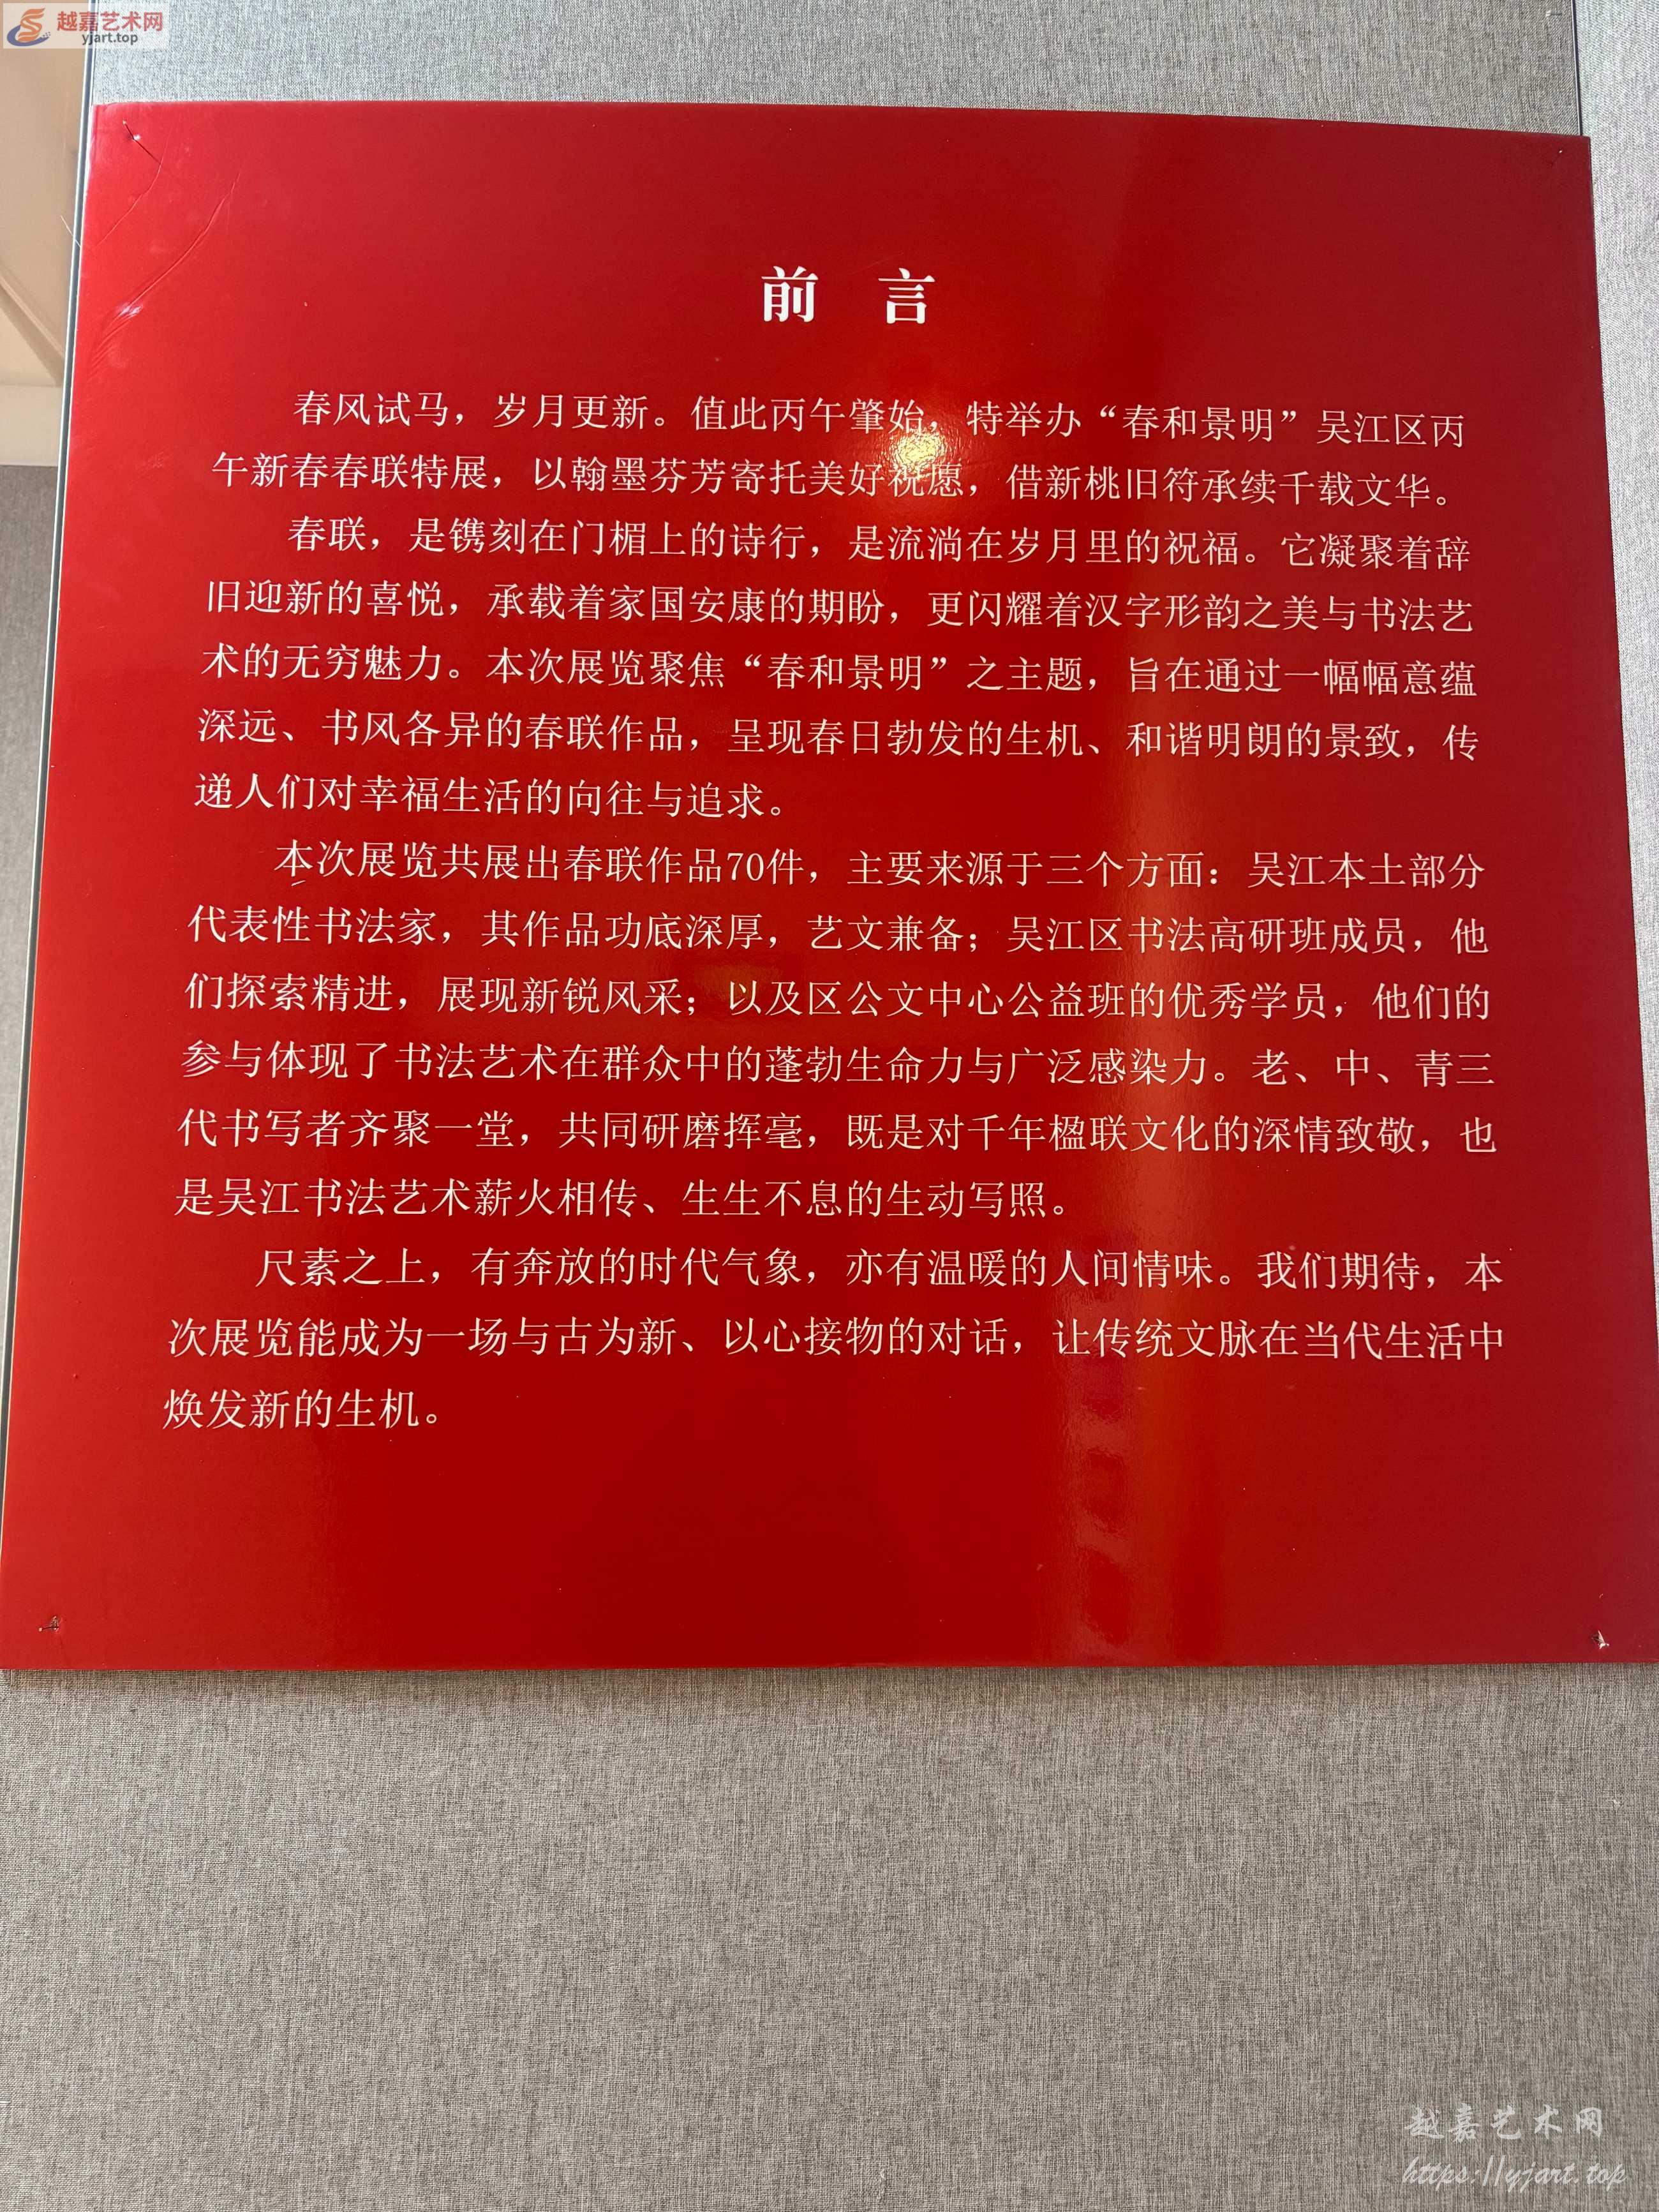 越嘉艺术网
yjart.top
前 言
春风试马，岁月更新。值此丙午肇始，特举办“春和景明”吴江区丙
午新春春联特展，以翰墨芬芳寄托美好祝愿，借新桃旧符承续千载文华。
春联，是镌刻在门楣上的诗行，是流淌在岁月里的祝福。它凝聚着辞
旧迎新的喜悦，承载着家国安康的期盼，更闪耀着汉字形韵之美与书法艺
术的无穷魅力。本次展览聚焦“春和景明”之主题，旨在通过一幅幅意蕴
深远、书风各异的春联作品，呈现春日勃发的生机、和谐明朗的景致，传
递人们对幸福生活的向往与追求。
本次展览共展出春联作品70件，主要来源于三个方面：吴江本土部分
代表性书法家，其作品功底深厚，艺文兼备；吴江区书法高研班成员，他
们探索精进，展现新锐风采；以及区公文中心公益班的优秀学员，他们的
参与体现了书法艺术在群众中的蓬勃生命力与广泛感染力。老、中、青三
代书写者齐聚一堂，共同研磨挥毫，既是对千年楹联文化的深情致敬，也
是吴江书法艺术薪火相传、生生不息的生动写照。
尺素之上，有奔放的时代气象，亦有温暖的人间情味。我们期待，本
次展览能成为一场与古为新、以心接物的对话，让传统文脉在当代生活中
焕发新的生机。
越嘉艺术网
https://yjart.top